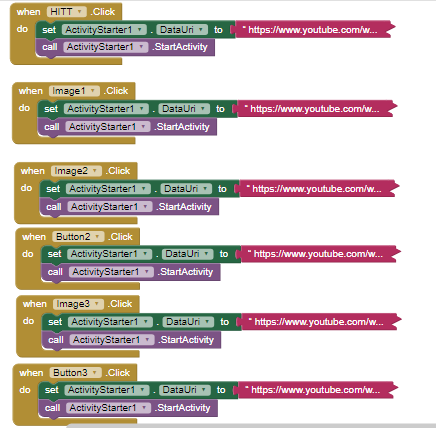 when HITT .Click
do set ActivityStarter1 . DataUri to " https://www.youtube.com/w...
call ActivityStarter1 .StartActivity
when Image1 .Click
do set ActivityStarter1 . DataUri to " https://www.youtube.com/w...
call ActivityStarter1 .StartActivity
when Image2 .Click
do set ActivityStarter1 . DataUri to " https://www.youtube.com/w...
call ActivityStarter1 .StartActivity
when Button2 .Click
do set ActivityStarter1 . DataUri to " https://www.youtube.com/w...
call ActivityStarter1 .StartActivity
when Image3 .Click
do set ActivityStarter1 . DataUri to " https://www.youtube.com/w...
call ActivityStarter1 .StartActivity
when Button3 .Click
do set ActivityStarter1 . DataUri to " https://www.youtube.com/w...
call ActivityStarter1 .StartActivity